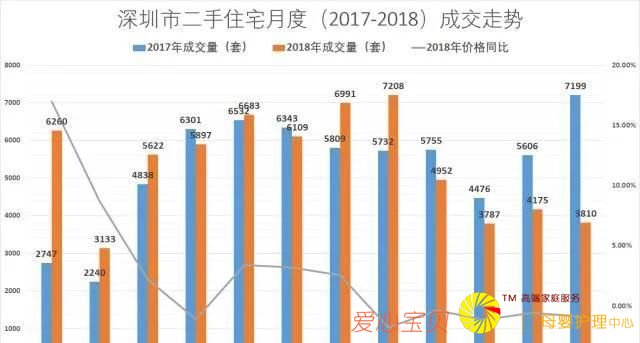 深圳市二手住宅月度（2017-2018）成交走势
2017年成交量（套） 2018年成交量（套） 2018年价格同比
8000 20.00%
7000
6000 15.00%
5000
4000 10.00%
3000 5.00%
2000
1000 0.00%
2747 6260 2240 3133 4838 5622 6301 5897 6532 6683 6343 6109 5809 6991 5732 7208 5755 4952 4476 3787 5606 4175 7199 3810
爱心宝贝 TM 高端家庭服务
母婴护理中心